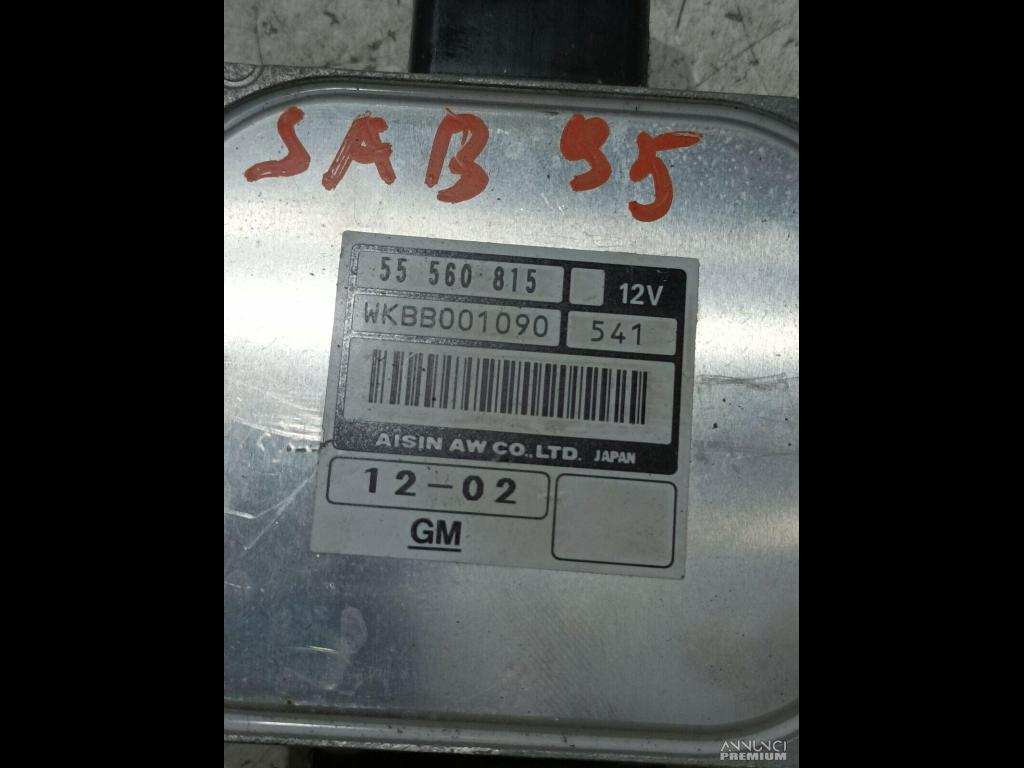 SAB 95
55 560 815
12V
WKBB001090
541
AISIN AW CO.,LTD. JAPAN
12-02
GM
ANNUNCI
PREMIUM